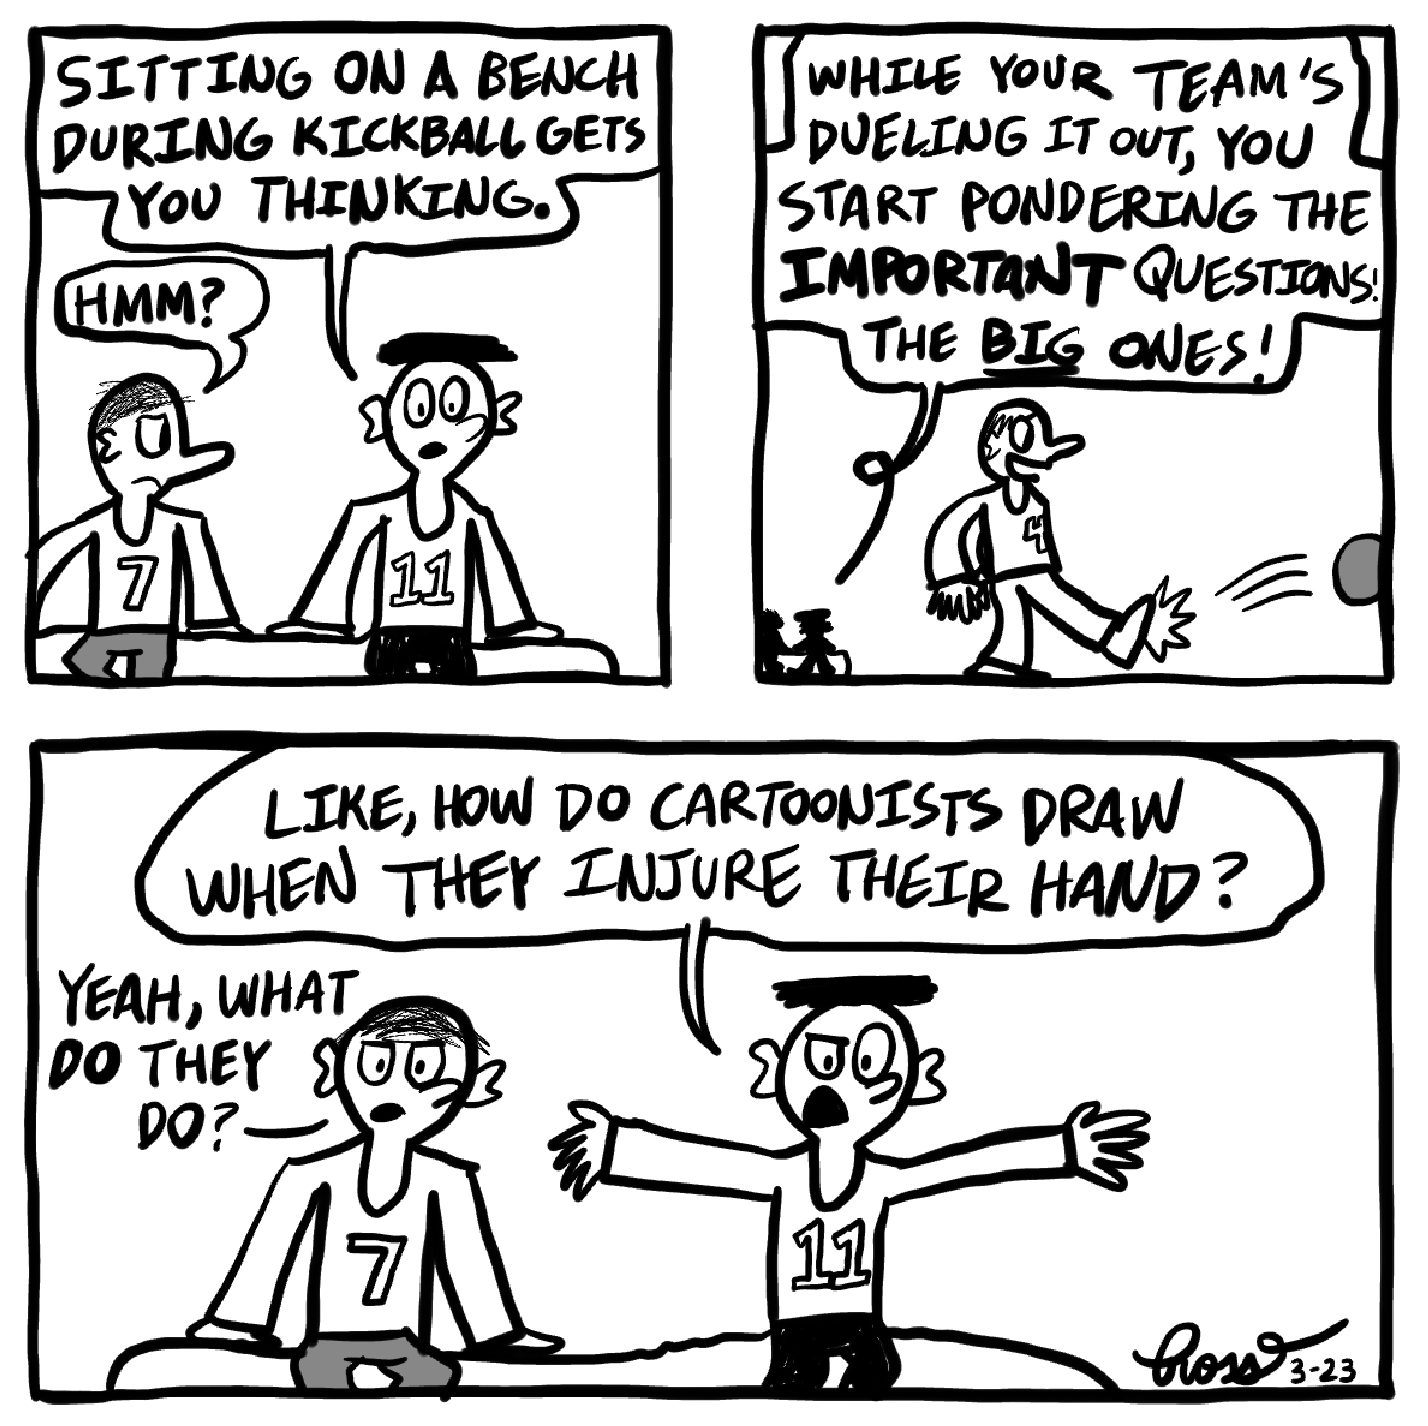 SITTING ON A BENCH
DURING KICKBALL GETS
YOU THINKING.
HMM?
7
11
WHILE YOUR TEAM'S
DUELING IT OUT, YOU
START PONDERING THE
IMPORTANT QUESTIONS!
THE BIG ONES!
4
LIKE, HOW DO CARTOONISTS DRAW
WHEN THEY INJURE THEIR HAND?
YEAH, WHAT
DO THEY
DO?
7
11
Bross 3-23